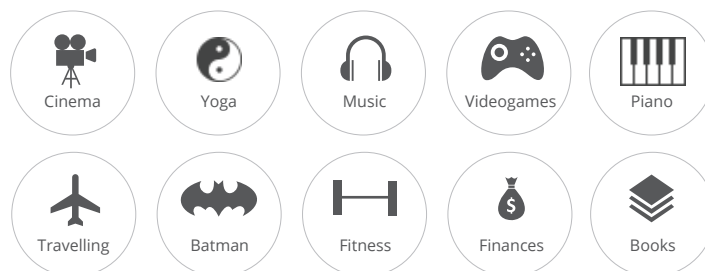 Cinema
Yoga
Music
Videogames
Piano
$
Travelling
Batman
Fitness
Finances
Books